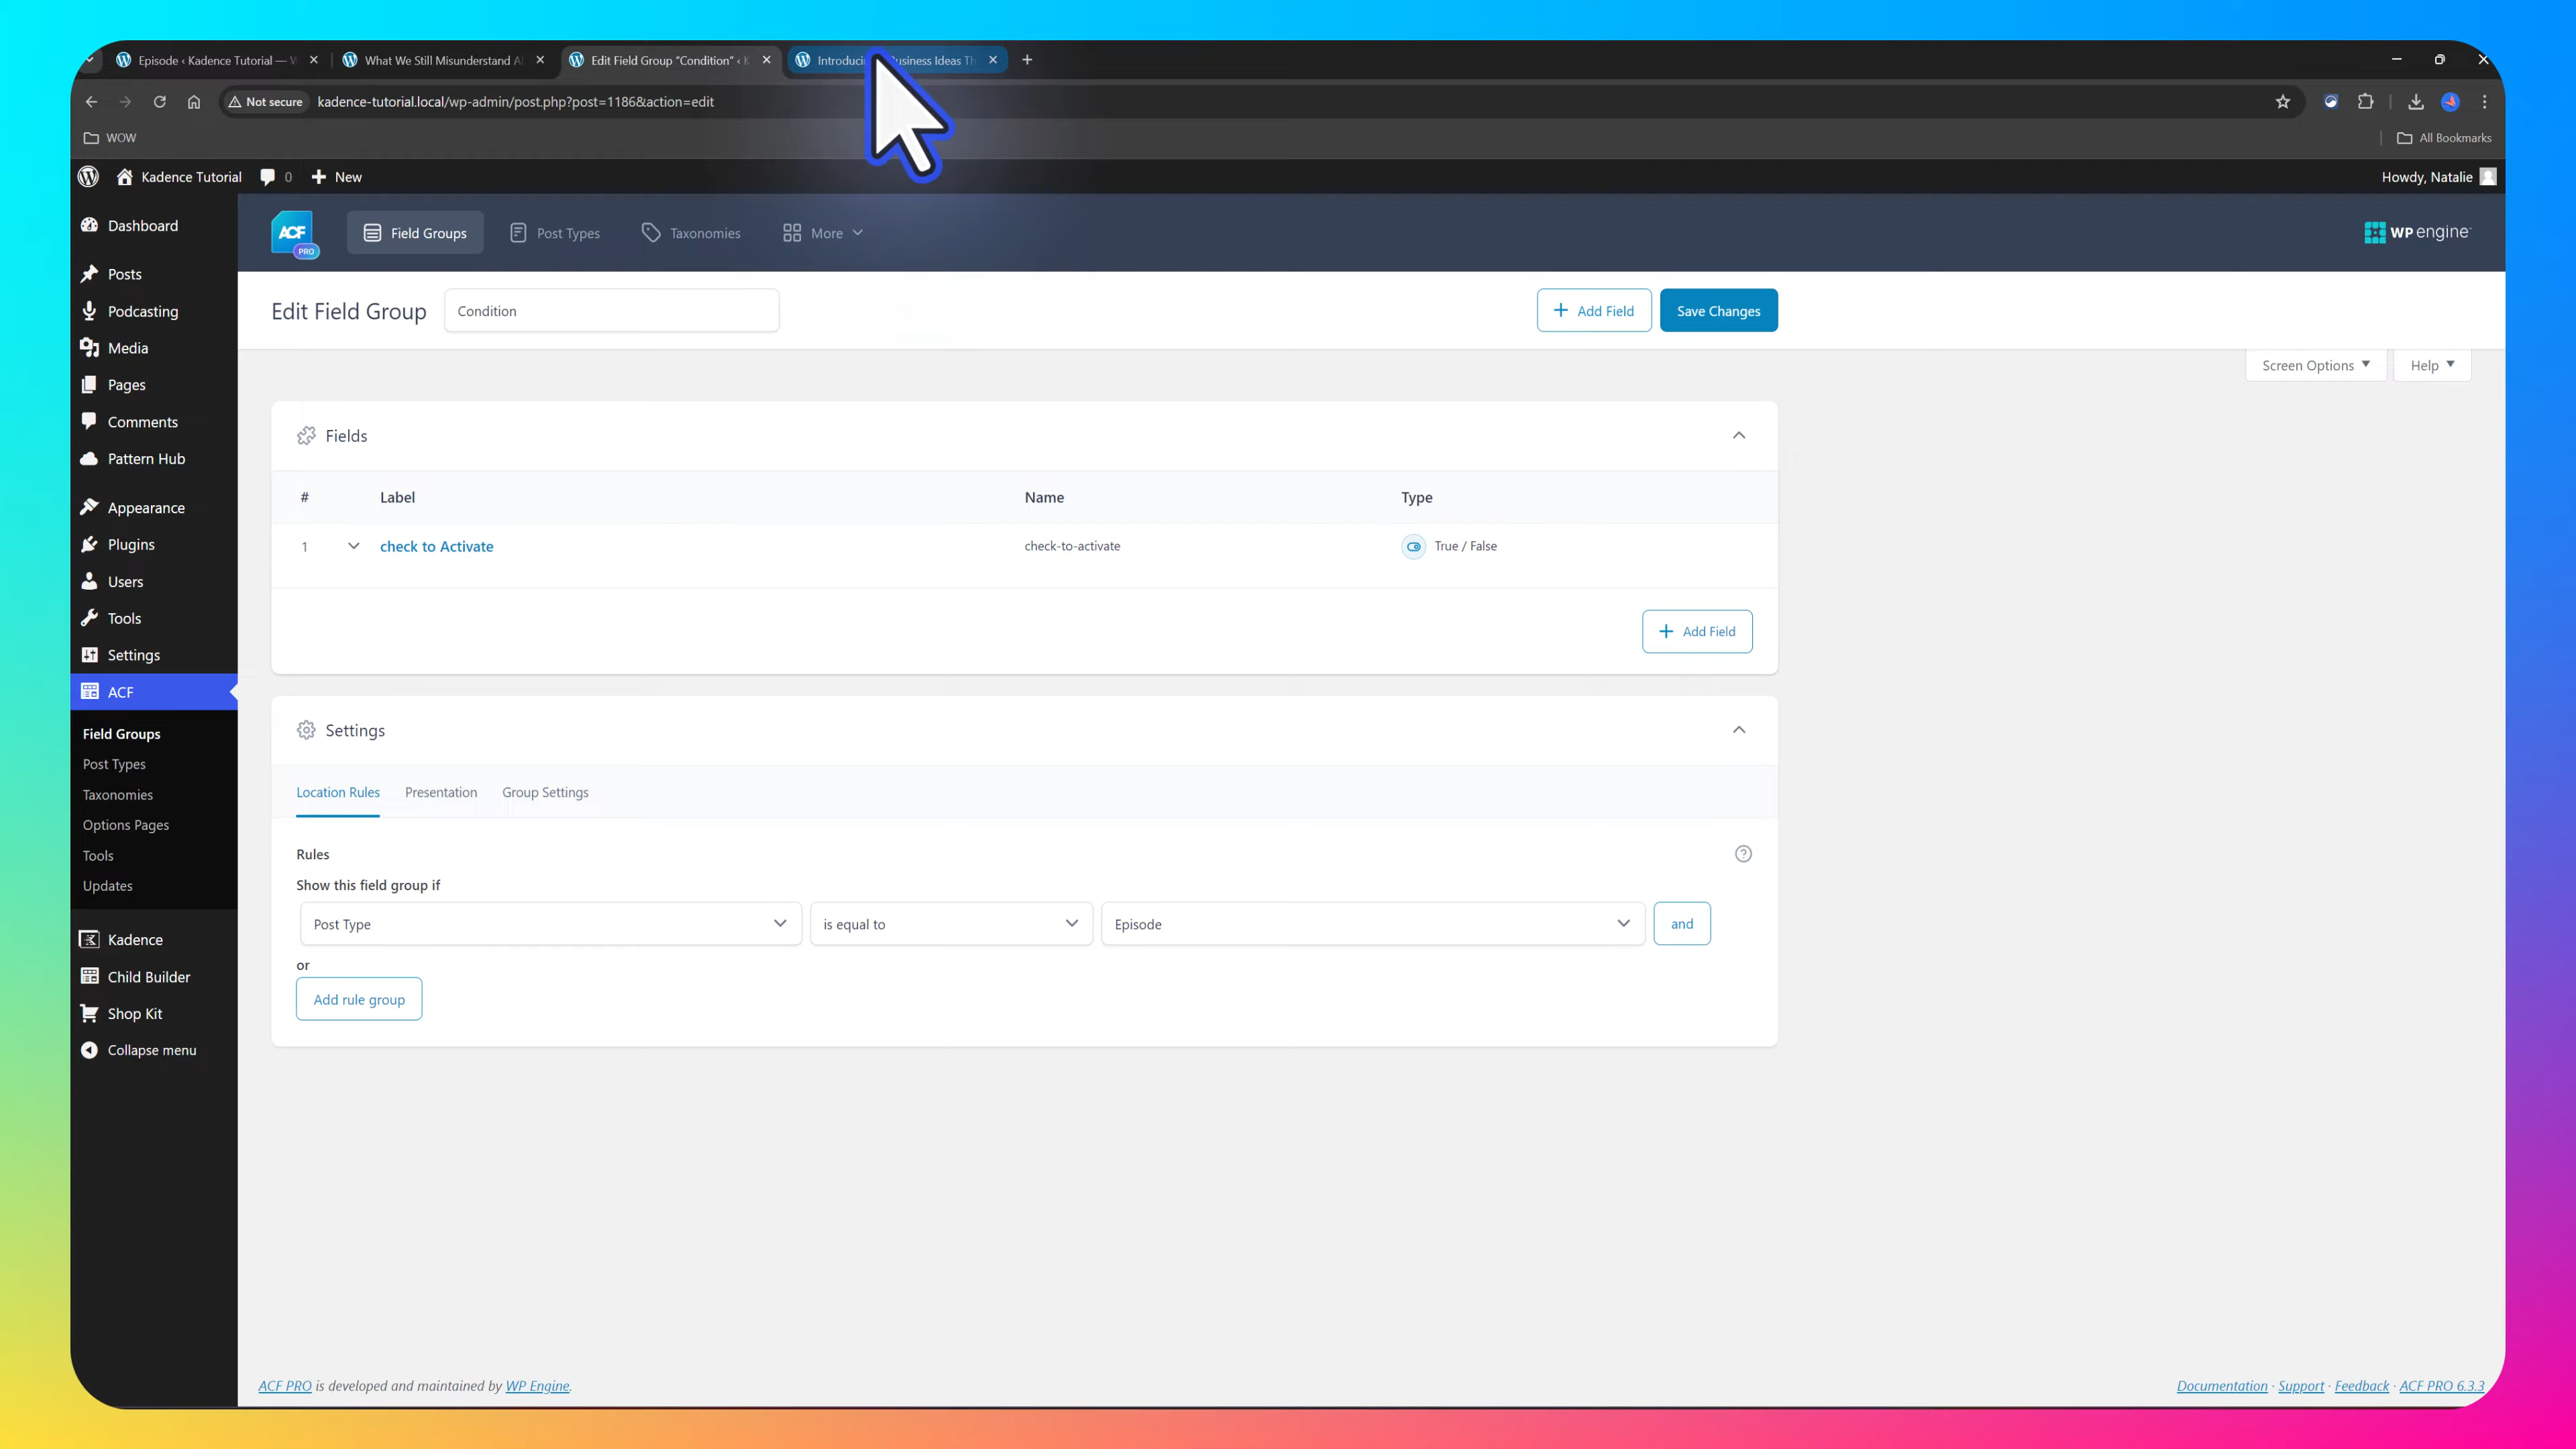 Episode ‹ Kadence Tutorial — W
What We Still Misunderstand A
Edit Field Group “Condition” ‹ K
Introduci Business Ideas Th
Not secure kadence-tutorial.local/wp-admin/post.php?post=1186&action=edit
WOW
All Bookmarks
Kadence Tutorial 0 New
Howdy, Natalie
Dashboard
Posts
Podcasting
Media
Pages
Comments
Pattern Hub
Appearance
Plugins
Users
Tools
Settings
ACF
Field Groups
Post Types
Taxonomies
Options Pages
Tools
Updates
Kadence
Child Builder
Shop Kit
Collapse menu
ACF
PRO
Field Groups
Post Types
Taxonomies
More
WP engine
Edit Field Group
Condition
Add Field
Save Changes
Screen Options
Help
Fields
# Label Name Type
1 check to Activate check-to-activate True / False
Add Field
Settings
Location Rules Presentation Group Settings
Rules
Show this field group if
Post Type is equal to Episode and
or
Add rule group
ACF PRO is developed and maintained by WP Engine.
Documentation · Support · Feedback · ACF PRO 6.3.3